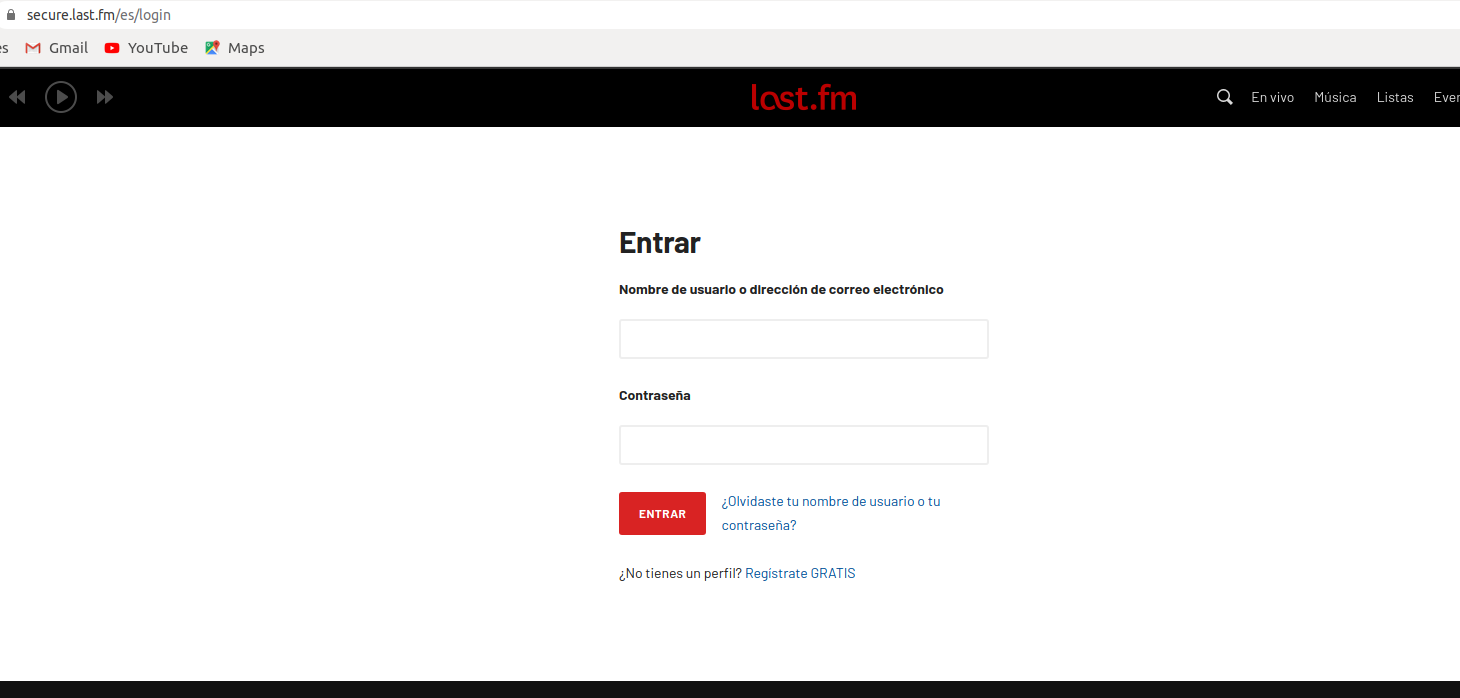 secure.last.fm/es/login
es Gmail YouTube Maps
last.fm En vivo Música Listas Even
Entrar
Nombre de usuario o dirección de correo electrónico
Contraseña
ENTRAR
¿Olvidaste tu nombre de usuario o tu
contraseña?
¿No tienes un perfil? Regístrate GRATIS